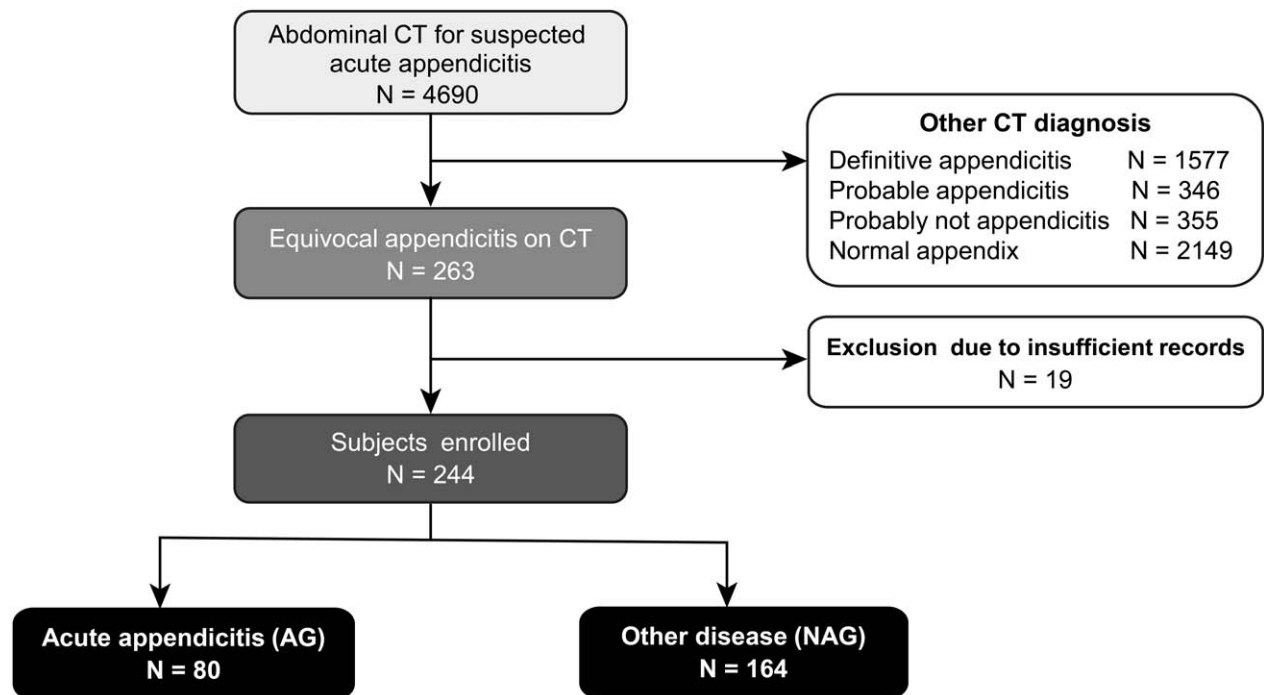 Abdominal CT for suspected
acute appendicitis
N = 4690
Other CT diagnosis
Definitive appendicitis N = 1577
Probable appendicitis N = 346
Probably not appendicitis N = 355
Normal appendix N = 2149
Equivocal appendicitis on CT
N = 263
Exclusion due to insufficient records
N = 19
Subjects enrolled
N = 244
Acute appendicitis (AG)
N = 80
Other disease (NAG)
N = 164